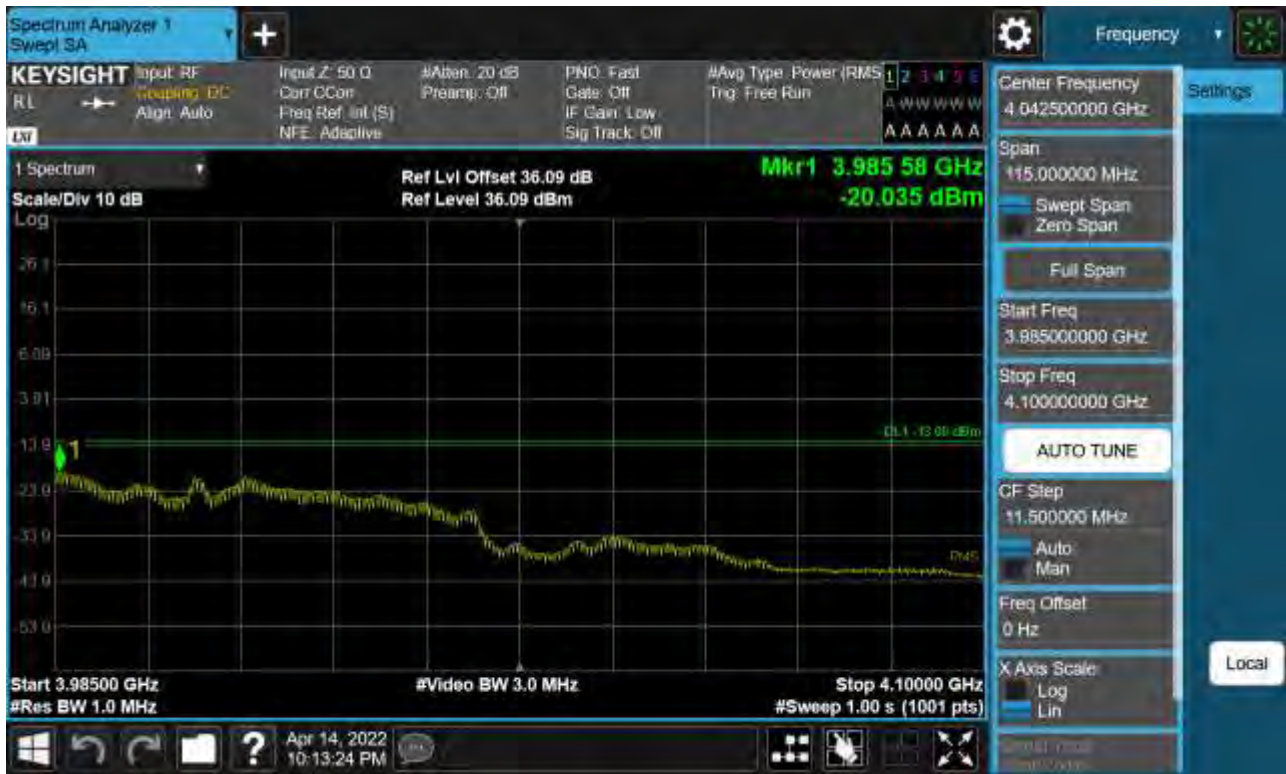 Spectrum Analyzer 1
Swept SA
Frequency
KEYSIGHT
RL
LXI
Input: RF
Coupling: DC
Align: Auto
Input Z: 50 Ω
Corr CCorr
Freq Ref: Int (S)
NFE: Adaptive
#Atten: 20 dB
Preamp: Off
PNO: Fast
Gate: Off
IF Gain: Low
Sig Track: Off
#Avg Type: Power (RMS
Trig: Free Run
1 2 3 4 5 6
A W W W W W
A A A A A A
1 Spectrum
Scale/Div 10 dB
Log
Ref Lvl Offset 36.09 dB
Ref Level 36.09 dBm
Mkr1 3.985 58 GHz
-20.035 dBm
26.1
16.1
6.09
-3.91
-13.9
-23.9
-33.9
-43.9
-53.9
1
DL1 -13.00 dBm
RMS
Start 3.98500 GHz
#Res BW 1.0 MHz
#Video BW 3.0 MHz
Stop 4.10000 GHz
#Sweep 1.00 s (1001 pts)
Center Frequency
4.042500000 GHz
Settings
Span
115.000000 MHz
Swept Span
Zero Span
Full Span
Start Freq
3.985000000 GHz
Stop Freq
4.100000000 GHz
AUTO TUNE
CF Step
11.500000 MHz
Auto
Man
Freq Offset
0 Hz
X Axis Scale
Log
Lin
Local
?
Apr 14, 2022
10:13:24 PM